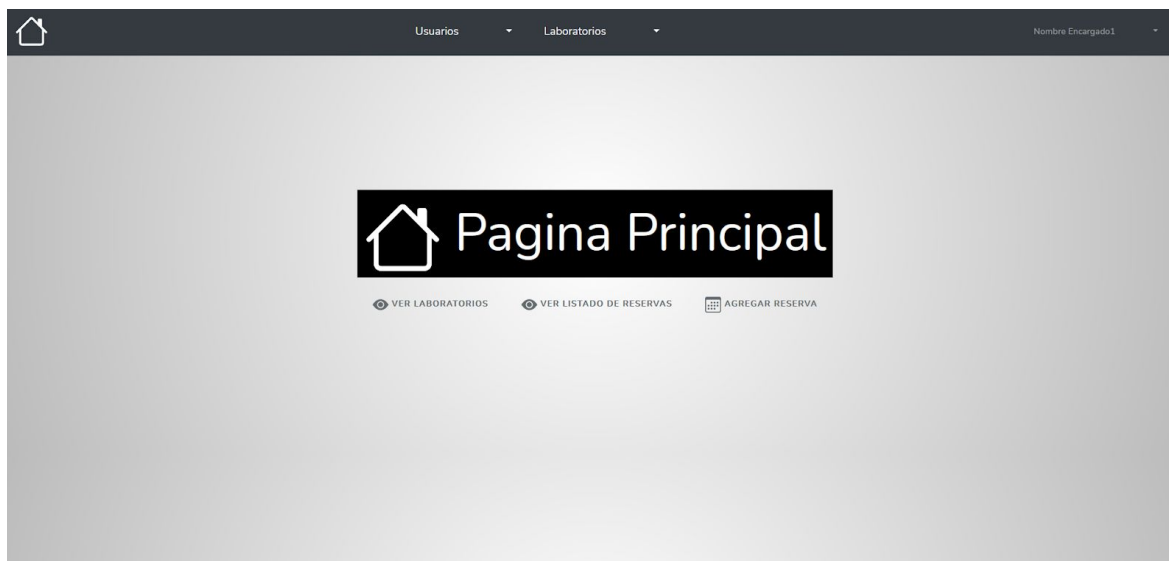 Usuarios Laboratorios Nombre Encargado1
Pagina Principal
VER LABORATORIOS VER LISTADO DE RESERVAS AGREGAR RESERVA